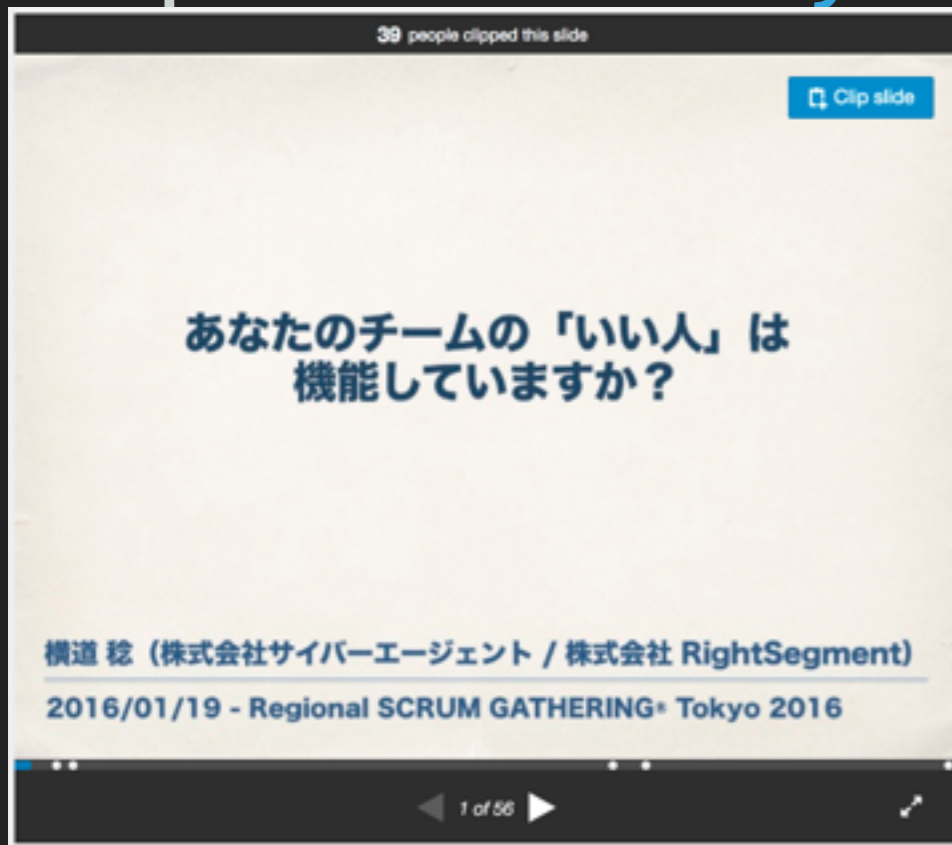 39 people clipped this slide
Clip slide
あなたのチームの「いい人」は
機能していますか？
横道 稔（株式会社サイバーエージェント / 株式会社 RightSegment）
2016/01/19 - Regional SCRUM GATHERING® Tokyo 2016
1 of 56